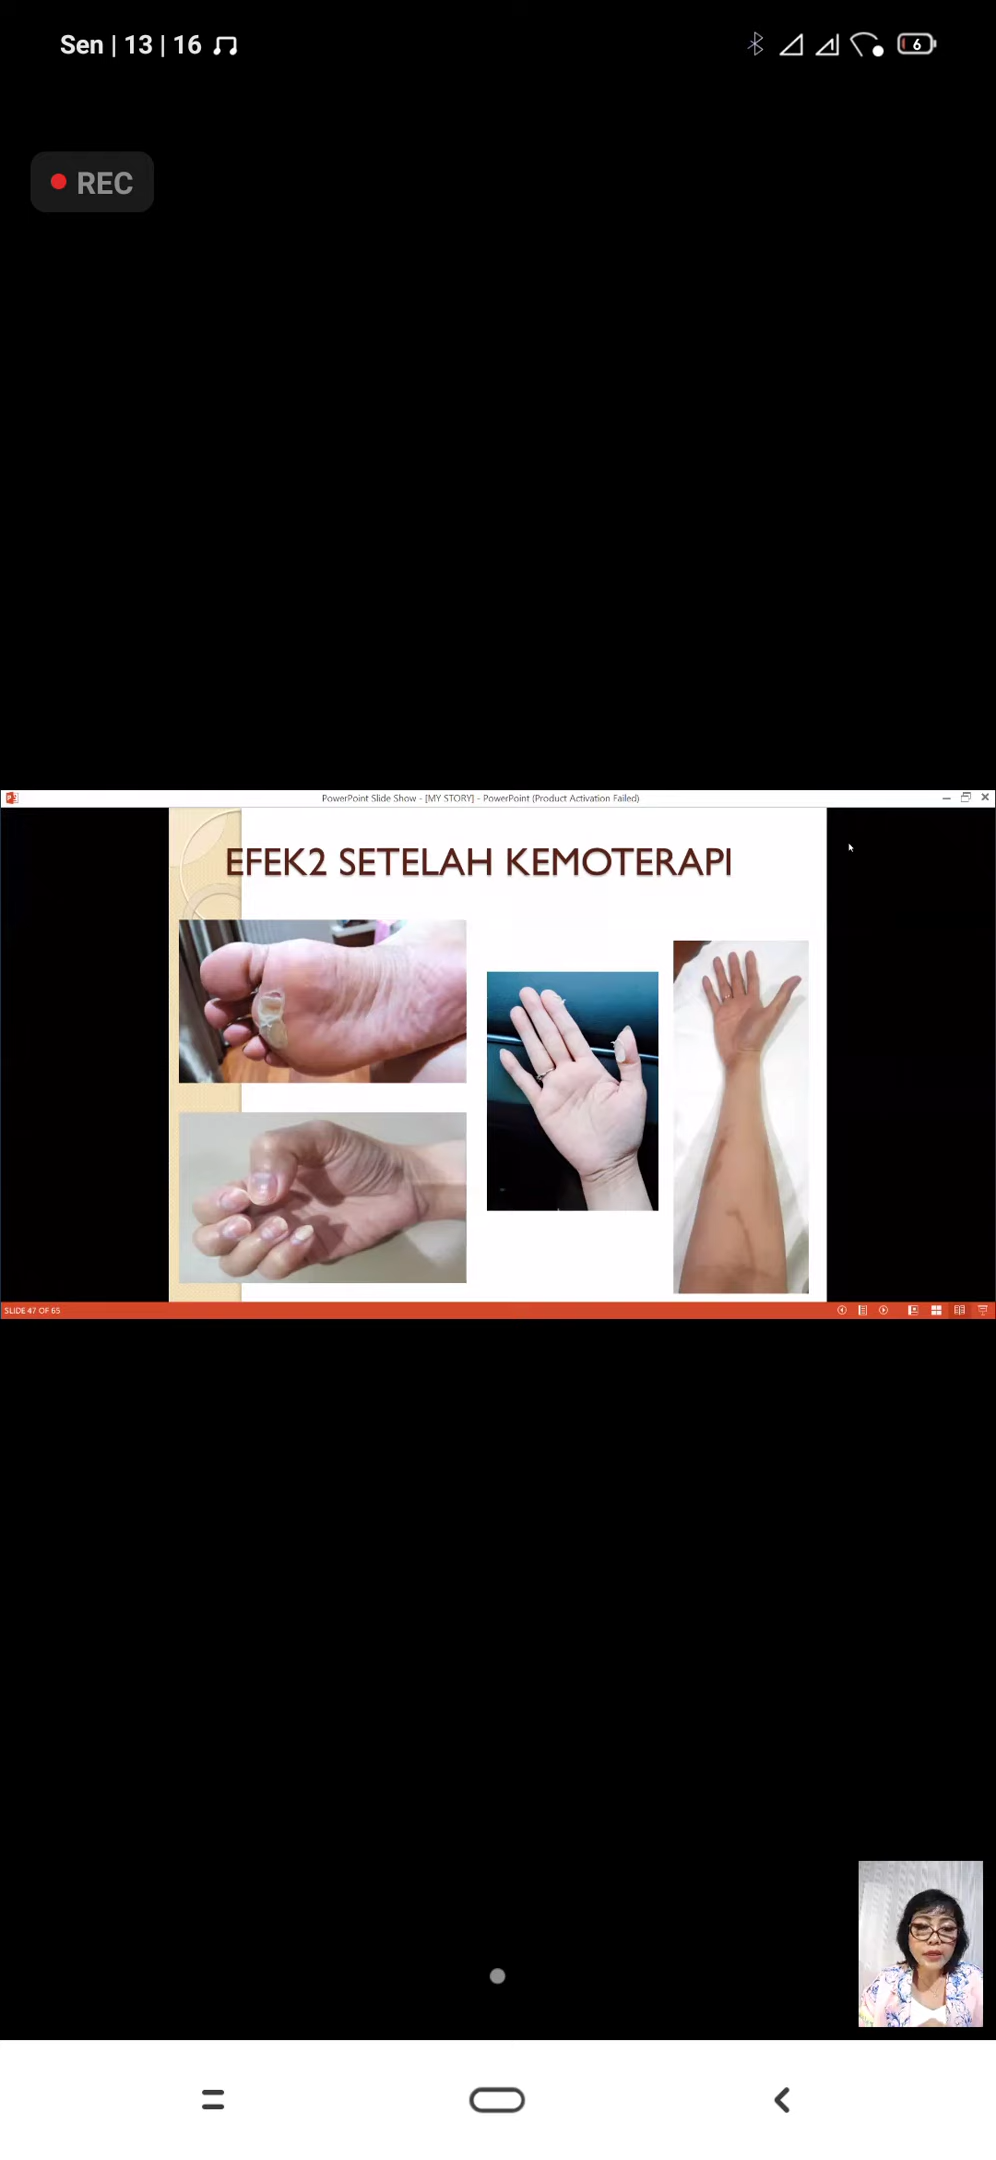 Sen | 13 | 16
6
REC
PowerPoint Slide Show - [MY STORY] - PowerPoint (Product Activation Failed)
EFEK2 SETELAH KEMOTERAPI
SLIDE 47 OF 65